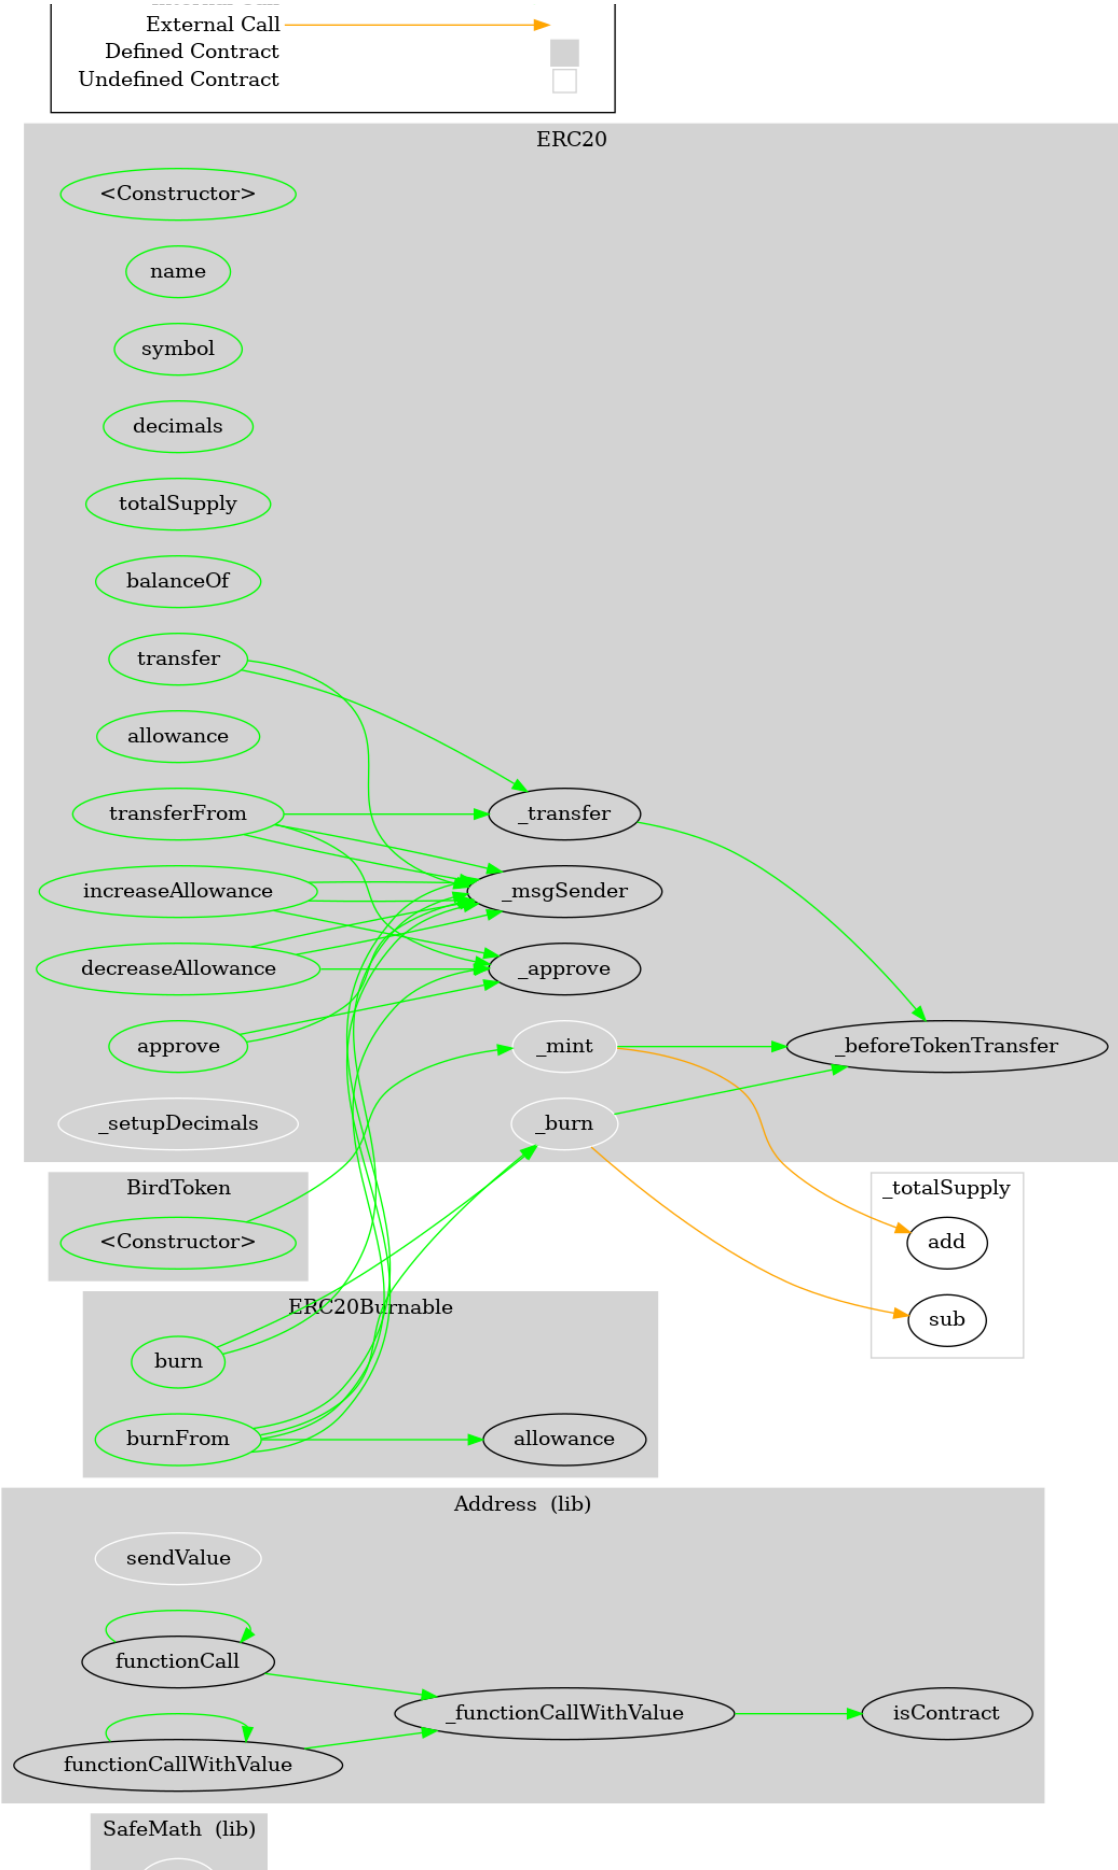 External Call
Defined Contract
Undefined Contract
ERC20
<Constructor>
name
symbol
decimals
totalSupply
balanceOf
transfer
allowance
transferFrom
_transfer
increaseAllowance
_msgSender
decreaseAllowance
_approve
approve
_mint
_beforeTokenTransfer
_setupDecimals
_burn
BirdToken
_totalSupply
<Constructor>
add
ERC20Burnable
sub
burn
burnFrom
allowance
Address (lib)
sendValue
functionCall
_functionCallWithValue
isContract
functionCallWithValue
SafeMath (lib)